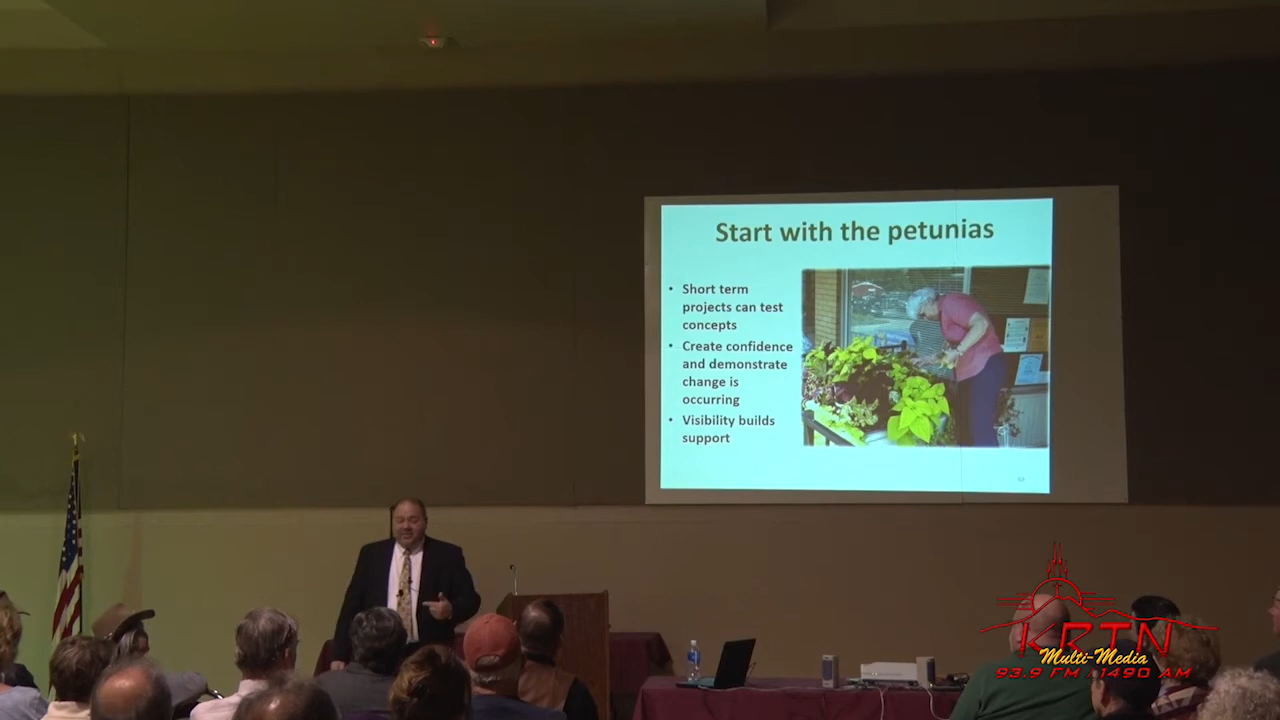 Start with the petunias
• Short term
projects can test
concepts
• Create confidence
and demonstrate
change is
occurring
• Visibility builds
support
KRTN
Multi-Media
93.9 FM / 1490 AM